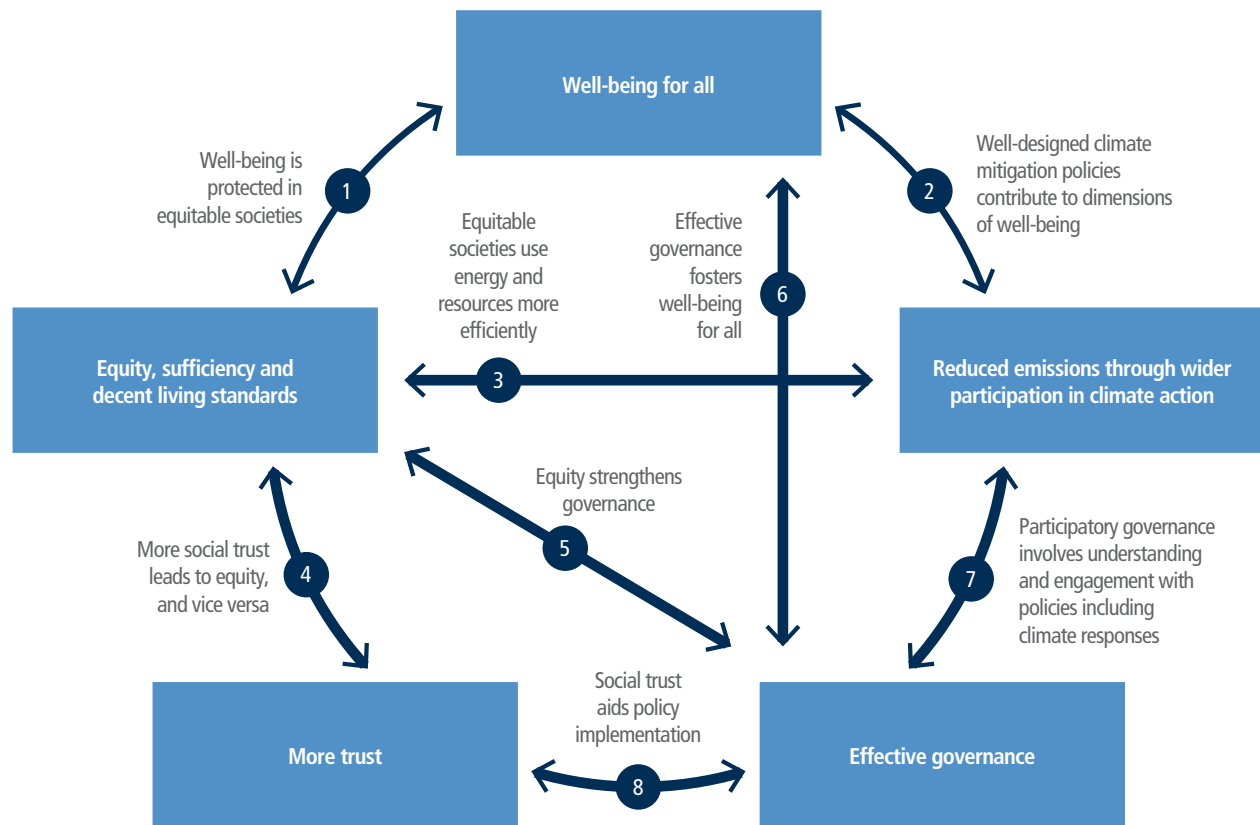 Well-being for all
Well-being is
protected in
equitable societies
1
Well-designed climate
mitigation policies
contribute to dimensions
of well-being
2
Equitable
societies use
energy and
resources more
efficiently
3
Effective
governance
fosters
well-being
for all
6
Equity, sufficiency and
decent living standards
Reduced emissions through wider
participation in climate action
More social trust
leads to equity,
and vice versa
4
Equity strengthens
governance
5
Participatory governance
involves understanding
and engagement with
policies including
climate responses
7
More trust
Social trust
aids policy
implementation
8
Effective governance